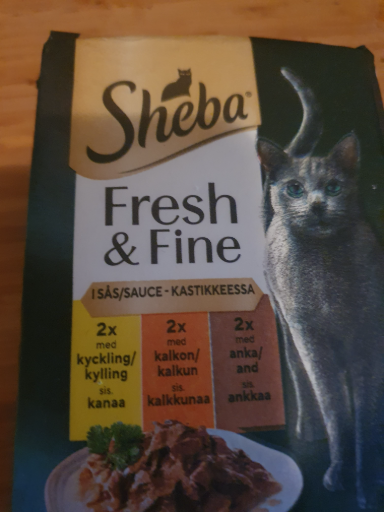 Sheba®
Fresh
& Fine
I SÅS/SAUCE - KASTIKKEESSA
2x
med
kyckling/
kylling
sis.
kanaa
2x
med
kalkon/
kalkun
sis.
kalkkunaa
2x
med
anka/
and
sis.
ankkaa